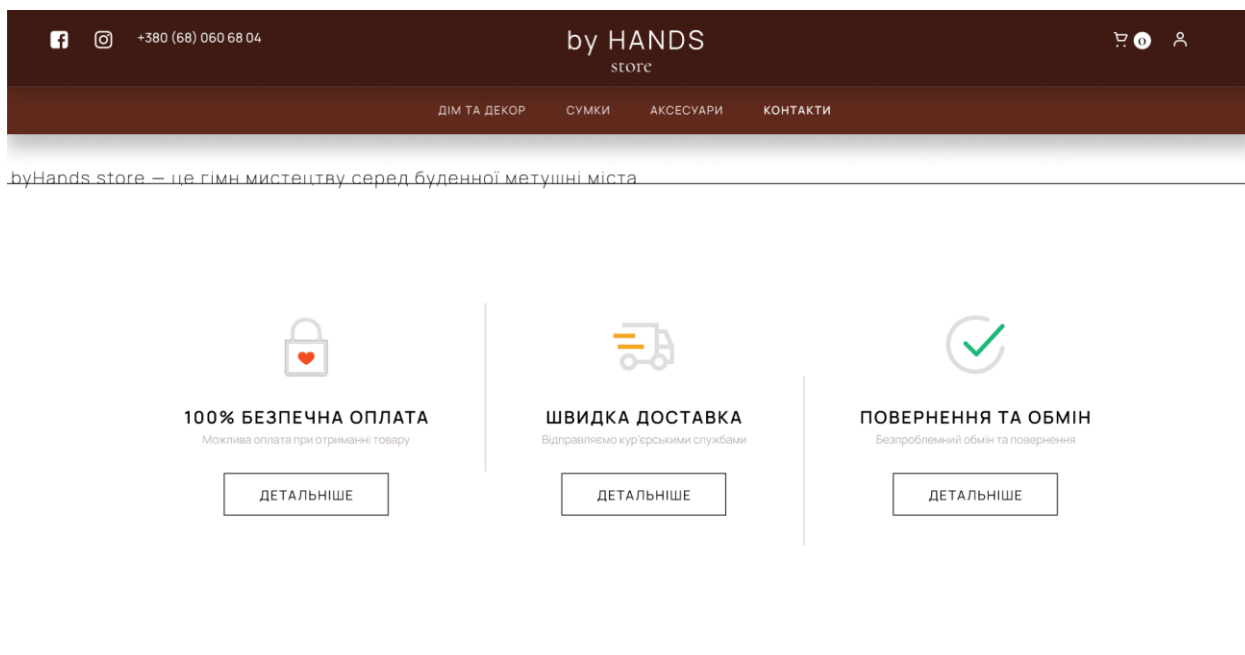 +380 (68) 060 68 04
by HANDS
store
0
ДІМ ТА ДЕКОР СУМКИ АКСЕСУАРИ КОНТАКТИ
byHands store — це гімн мистецтву серед буденної метушні міста
100% БЕЗПЕЧНА ОПЛАТА
Можлива оплата при отриманні товару
ДЕТАЛЬНІШЕ
ШВИДКА ДОСТАВКА
Відправляємо кур'єрськими службами
ДЕТАЛЬНІШЕ
ПОВЕРНЕННЯ ТА ОБМІН
Безпроблемний обмін та повернення
ДЕТАЛЬНІШЕ